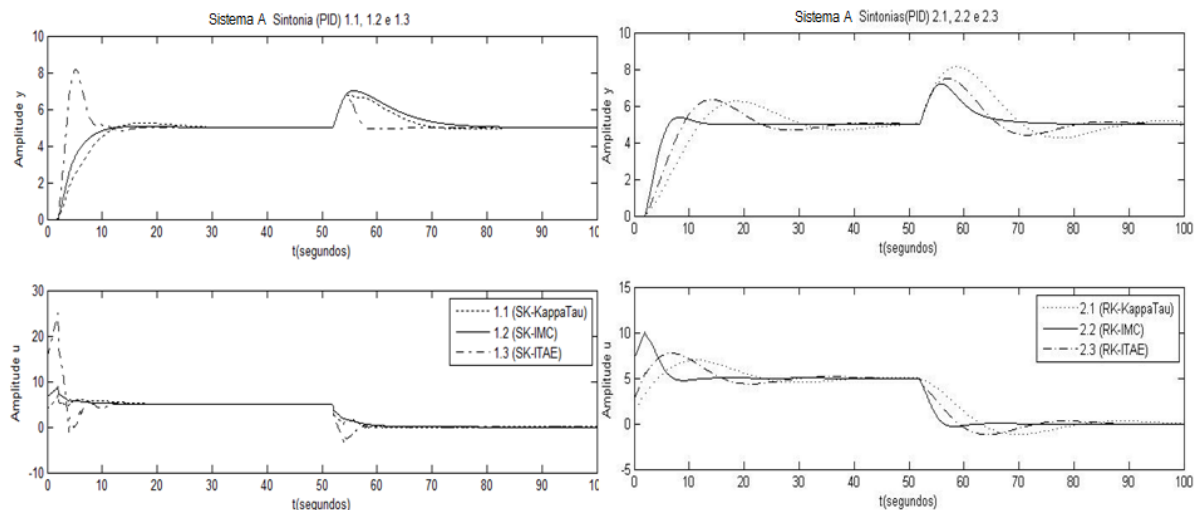 Sistema A Sintonia (PID) 1.1, 1.2 e 1.3
Amplitude y
10
8
6
4
2
0
0 10 20 30 40 50 60 70 80 90 10
t(segundos)
Amplitude u
30
20
10
0
-10
0 10 20 30 40 50 60 70 80 90 10
t(segundos)
1.1 (SK-KappaTau)
1.2 (SK-IMC)
1.3 (SK-ITAE)
Sistema A Sintonias(PID) 2.1, 2.2 e 2.3
Amplitude y
10
8
6
4
2
0
0 10 20 30 40 50 60 70 80 90 100
t(segundos)
Amplitude u
15
10
5
0
-5
0 10 20 30 40 50 60 70 80 90 100
t(segundos)
2.1 (RK-KappaTau)
2.2 (RK-IMC)
2.3 (RK-ITAE)